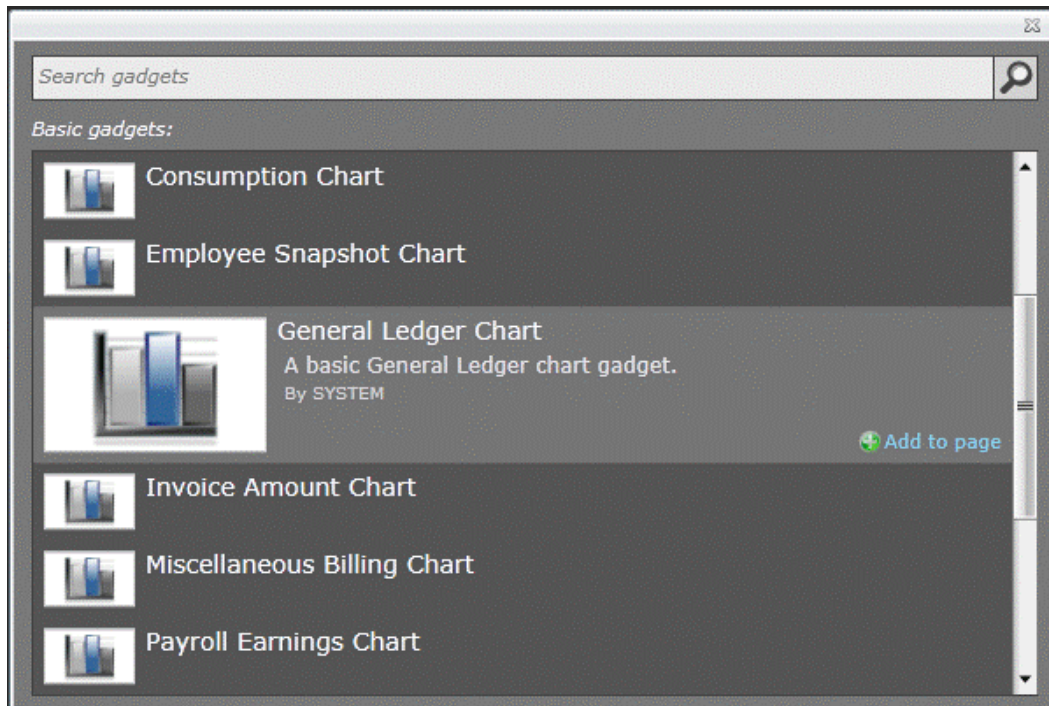 Search gadgets
Basic gadgets:
Consumption Chart
Employee Snapshot Chart
General Ledger Chart
A basic General Ledger chart gadget.
By SYSTEM
Add to page
Invoice Amount Chart
Miscellaneous Billing Chart
Payroll Earnings Chart